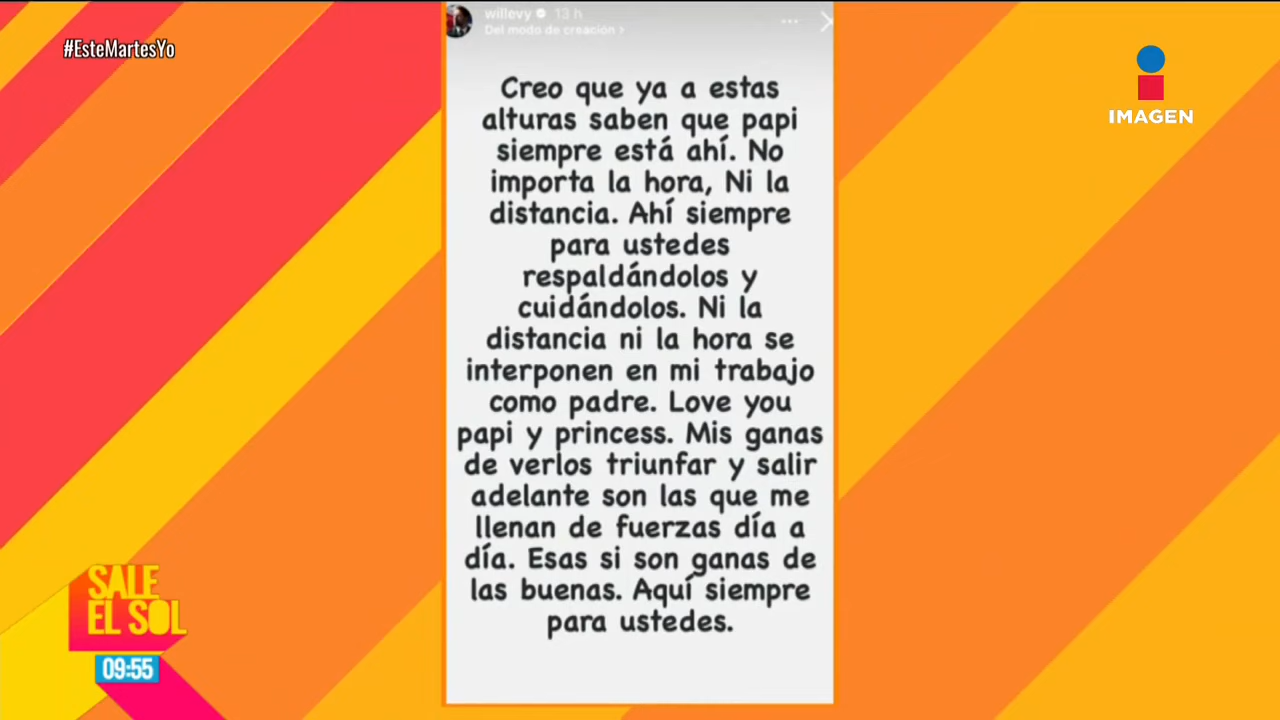 #EsteMartesYo
willevy 13 h
Del modo de creación >
IMAGEN
Creo que ya a estas
alturas saben que papi
siempre está ahí. No
importa la hora, Ni la
distancia. Ahí siempre
para ustedes
respaldándolos y
cuidándolos. Ni la
distancia ni la hora se
interponen en mi trabajo
como padre. Love you
papi y princess. Mis ganas
de verlos triunfar y salir
adelante son las que me
llenan de fuerzas día a
día. Esas si son ganas de
las buenas. Aquí siempre
para ustedes.
SALE
EL SOL
09:55